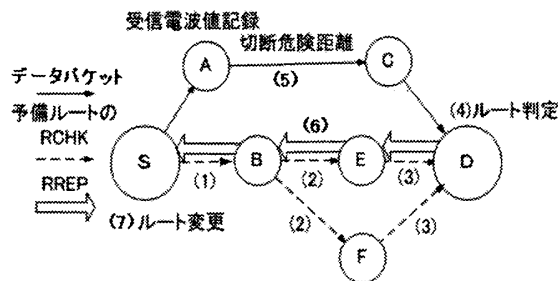 受信電波値記録
切断危険距離
A
C
(5)
データパケット
予備ルートの
RCHK
RREP
(4)ルート判定
(6)
S
B
E
D
(1)
(2)
(3)
(7)ルート変更
(2)
(3)
F